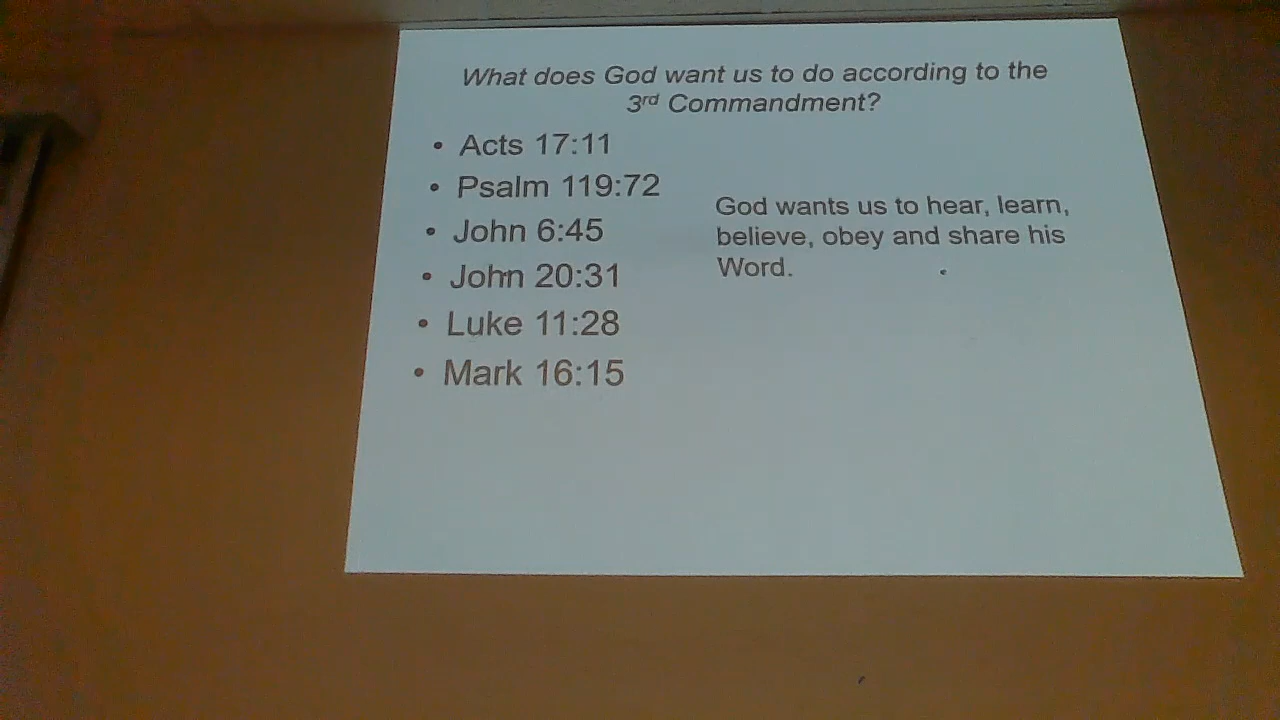 What does God want us to do according to the
3rd Commandment?
• Acts 17:11
• Psalm 119:72
• John 6:45
• John 20:31
• Luke 11:28
• Mark 16:15
God wants us to hear, learn,
believe, obey and share his
Word.